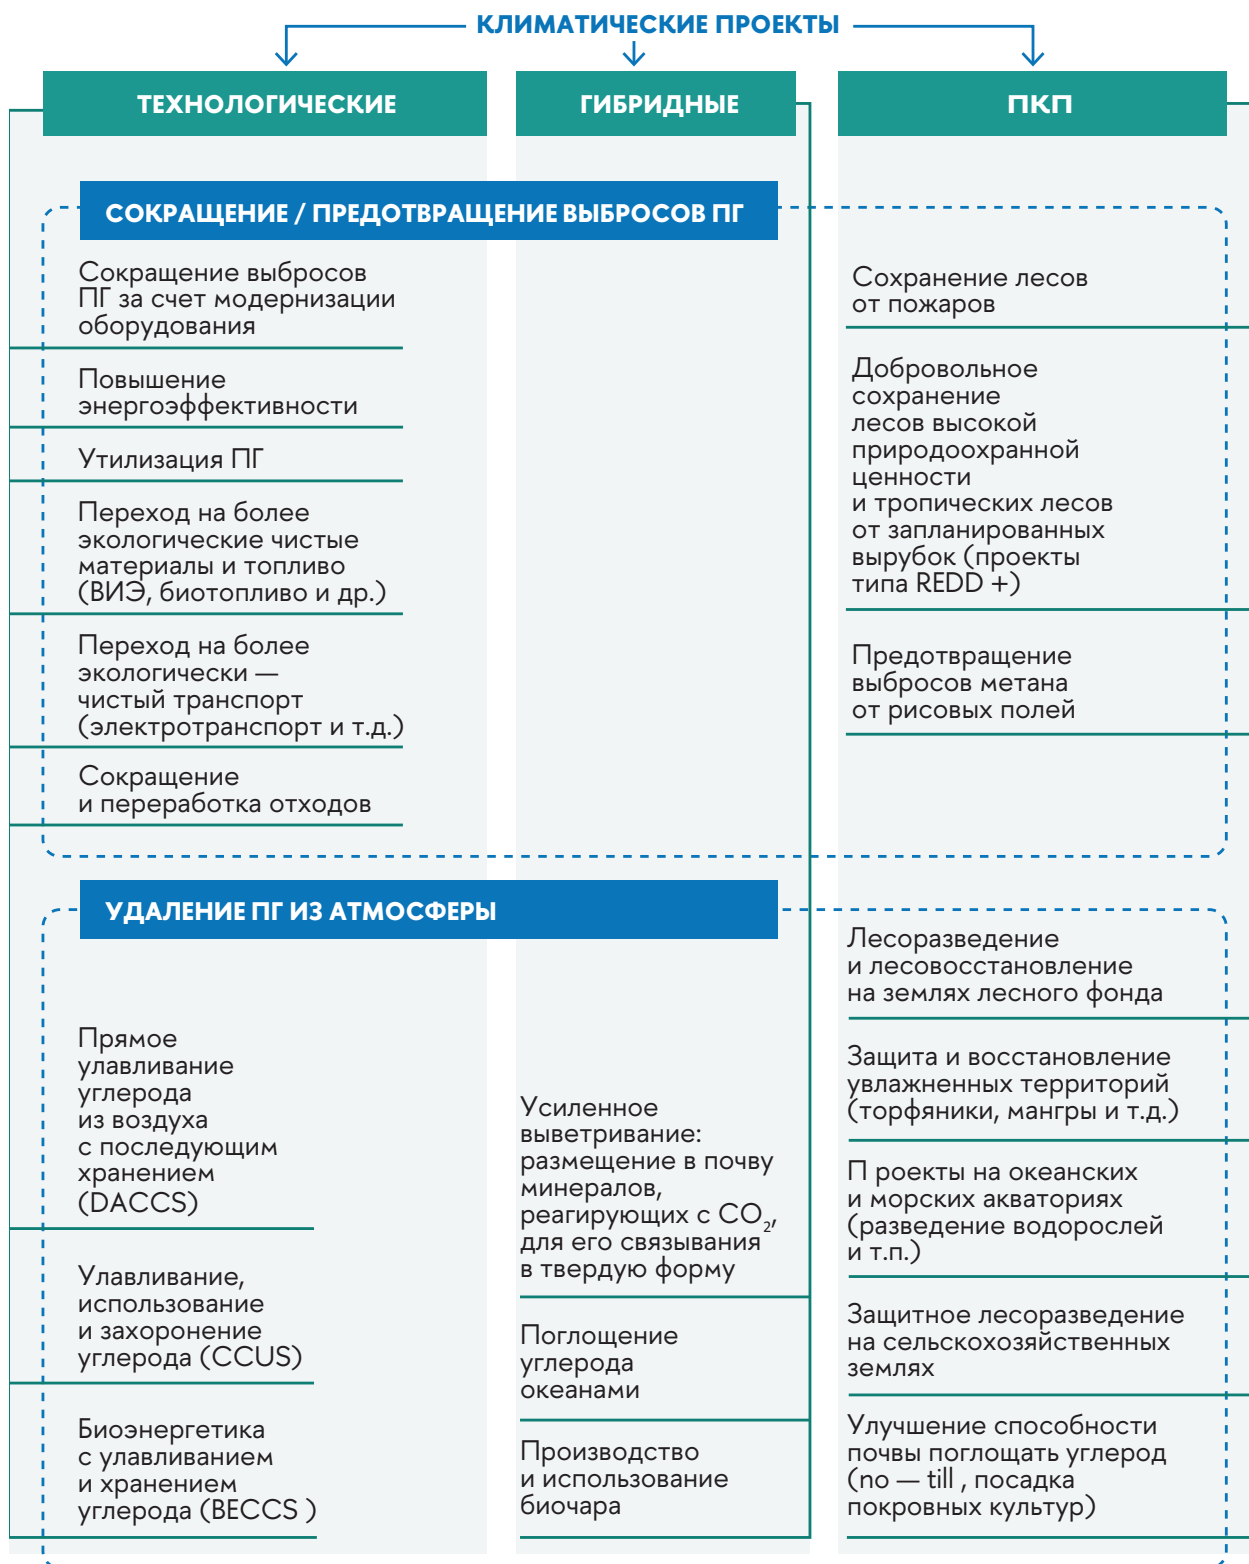 КЛИМАТИЧЕСКИЕ ПРОЕКТЫ
ТЕХНОЛОГИЧЕСКИЕ
ГИБРИДНЫЕ
ПКП
СОКРАЩЕНИЕ / ПРЕДОТВРАЩЕНИЕ ВЫБРОСОВ ПГ
Сокращение выбросов
ПГ за счет модернизации
оборудования
Повышение
энергоэффективности
Утилизация ПГ
Переход на более
экологические чистые
материалы и топливо
(ВИЭ, биотопливо и др.)
Переход на более
экологически —
чистый транспорт
(электротранспорт и т.д.)
Сокращение
и переработка отходов
Сохранение лесов
от пожаров
Добровольное
сохранение
лесов высокой
природоохранной
ценности
и тропических лесов
от запланированных
вырубок (проекты
типа REDD +)
Предотвращение
выбросов метана
от рисовых полей
УДАЛЕНИЕ ПГ ИЗ АТМОСФЕРЫ
Прямое
улавливание
углерода
из воздуха
с последующим
хранением
(DACCS)
Улавливание,
использование
и захоронение
углерода (CCUS)
Биоэнергетика
с улавливанием
и хранением
углерода (BECCS )
Усиленное
выветривание:
размещение в почву
минералов,
реагирующих с CO₂,
для его связывания
в твердую форму
Поглощение
углерода
океанами
Производство
и использование
биочара
Лесоразведение
и лесовосстановление
на землях лесного фонда
Защита и восстановление
увлажненных территорий
(торфяники, мангры и т.д.)
П роекты на океанских
и морских акваториях
(разведение водорослей
и т.п.)
Защитное лесоразведение
на сельскохозяйственных
землях
Улучшение способности
почвы поглощать углерод
(no — till , посадка
покровных культур)